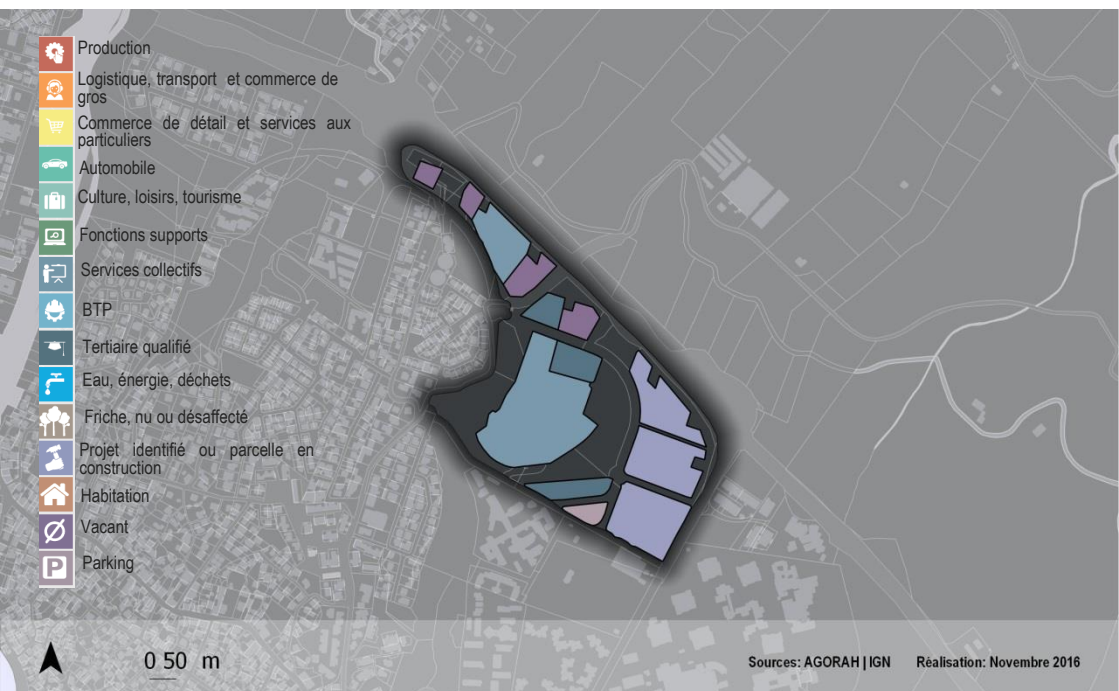 Production
Logistique, transport et commerce de
gros
Commerce de détail et services aux
particuliers
Automobile
Culture, loisirs, tourisme
Fonctions supports
Services collectifs
BTP
Tertiaire qualifié
Eau, énergie, déchets
Friche, nu ou désaffecté
Projet identifié ou parcelle en
construction
Habitation
Vacant
P Parking
0 50 m
Sources: AGORAH | IGN Réalisation: Novembre 2016